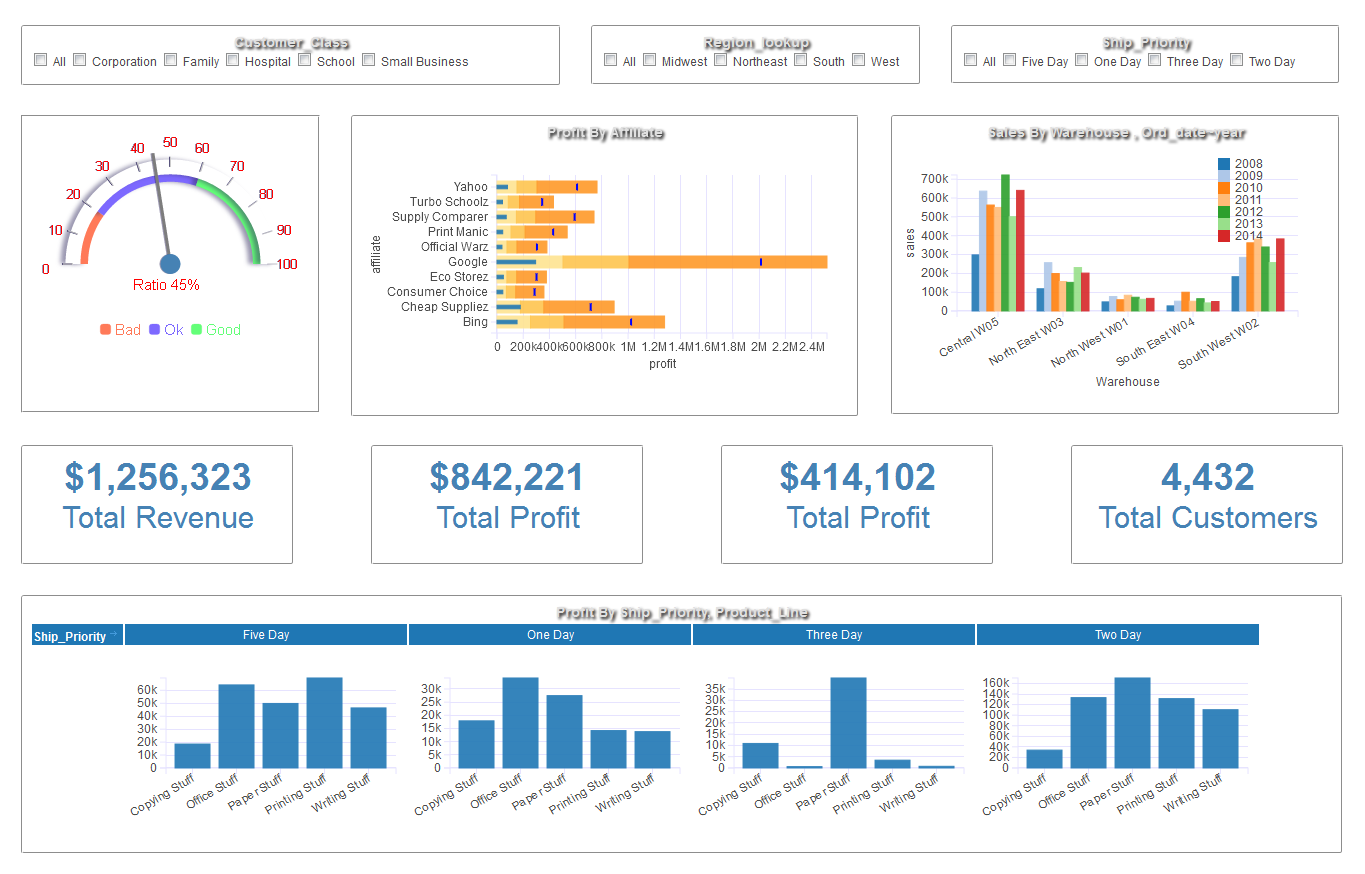 Customer_Class
All Corporation Family Hospital School Small Business
Region_lookup
All Midwest Northeast South West
Ship_Priority
All Five Day One Day Three Day Two Day
0 10 20 30 40 50 60 70 80 90 100
Ratio 45%
Bad Ok Good
Profit By Affiliate
affiliate
Yahoo
Turbo Schoolz
Supply Comparer
Print Manic
Official Warz
Google
Eco Storez
Consumer Choice
Cheap Suppliez
Bing
0 200k 400k 600k 800k 1M 1.2M 1.4M 1.6M 1.8M 2M 2.2M 2.4M
profit
Sales By Warehouse , Ord_date~year
2008
2009
2010
2011
2012
2013
2014
sales
700k
600k
500k
400k
300k
200k
100k
0
Central W05 North East W03 North West W01 South East W04 South West W02
Warehouse
$1,256,323
Total Revenue
$842,221
Total Profit
$414,102
Total Profit
4,432
Total Customers
Profit By Ship_Priority, Product_Line
Ship_Priority Five Day One Day Three Day Two Day
60k
50k
40k
30k
20k
10k
0
Copying Stuff Office Stuff Paper Stuff Printing Stuff Writing Stuff
30k
25k
20k
15k
10k
5k
0
Copying Stuff Office Stuff Paper Stuff Printing Stuff Writing Stuff
35k
30k
25k
20k
15k
10k
5k
0
Copying Stuff Office Stuff Paper Stuff Printing Stuff Writing Stuff
160k
140k
120k
100k
80k
60k
40k
20k
0
Copying Stuff Office Stuff Paper Stuff Printing Stuff Writing Stuff